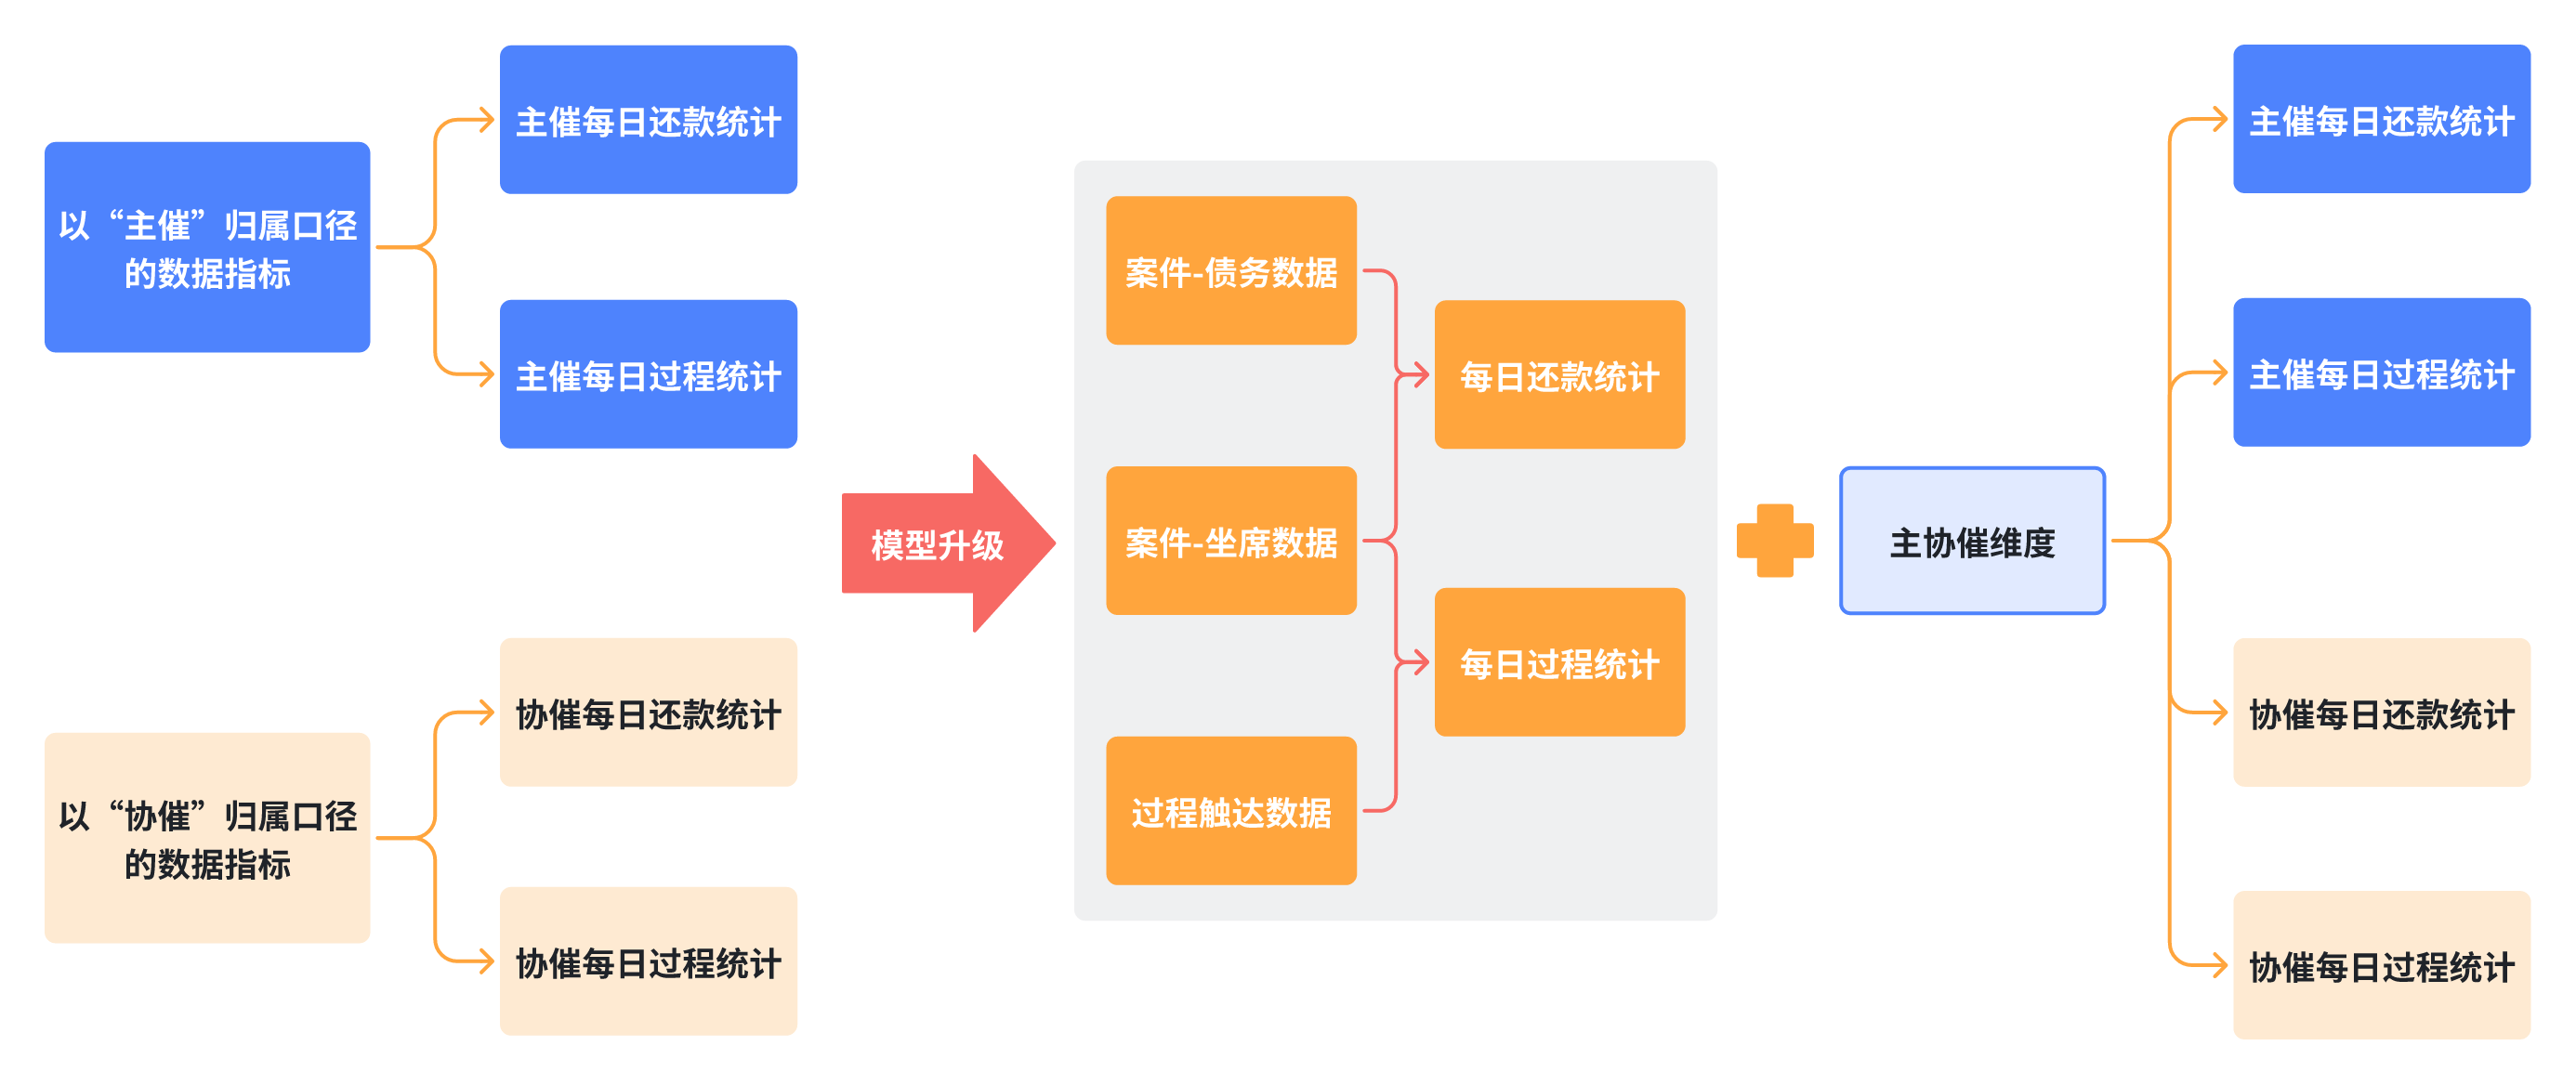 以“主催”归属口径
的数据指标
主催每日还款统计
主催每日过程统计
以“协催”归属口径
的数据指标
协催每日还款统计
协催每日过程统计
模型升级
案件-债务数据
案件-坐席数据
过程触达数据
每日还款统计
每日过程统计
主协催维度
主催每日还款统计
主催每日过程统计
协催每日还款统计
协催每日过程统计